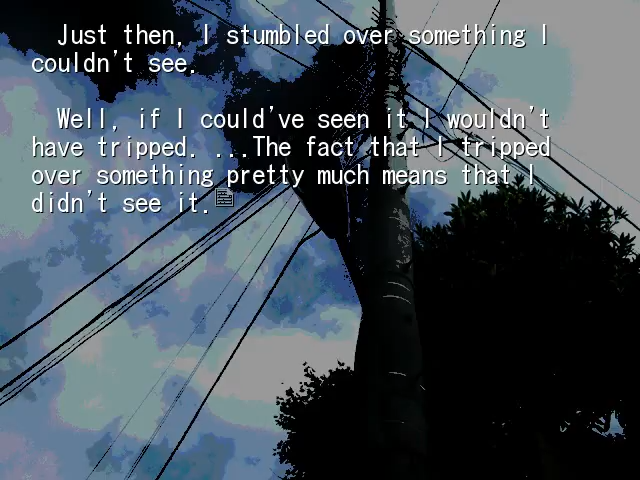 Just then, I stumbled over something I
couldn't see.
Well, if I could've seen it I wouldn't
have tripped. ...The fact that I tripped
over something pretty much means that I
didn't see it.